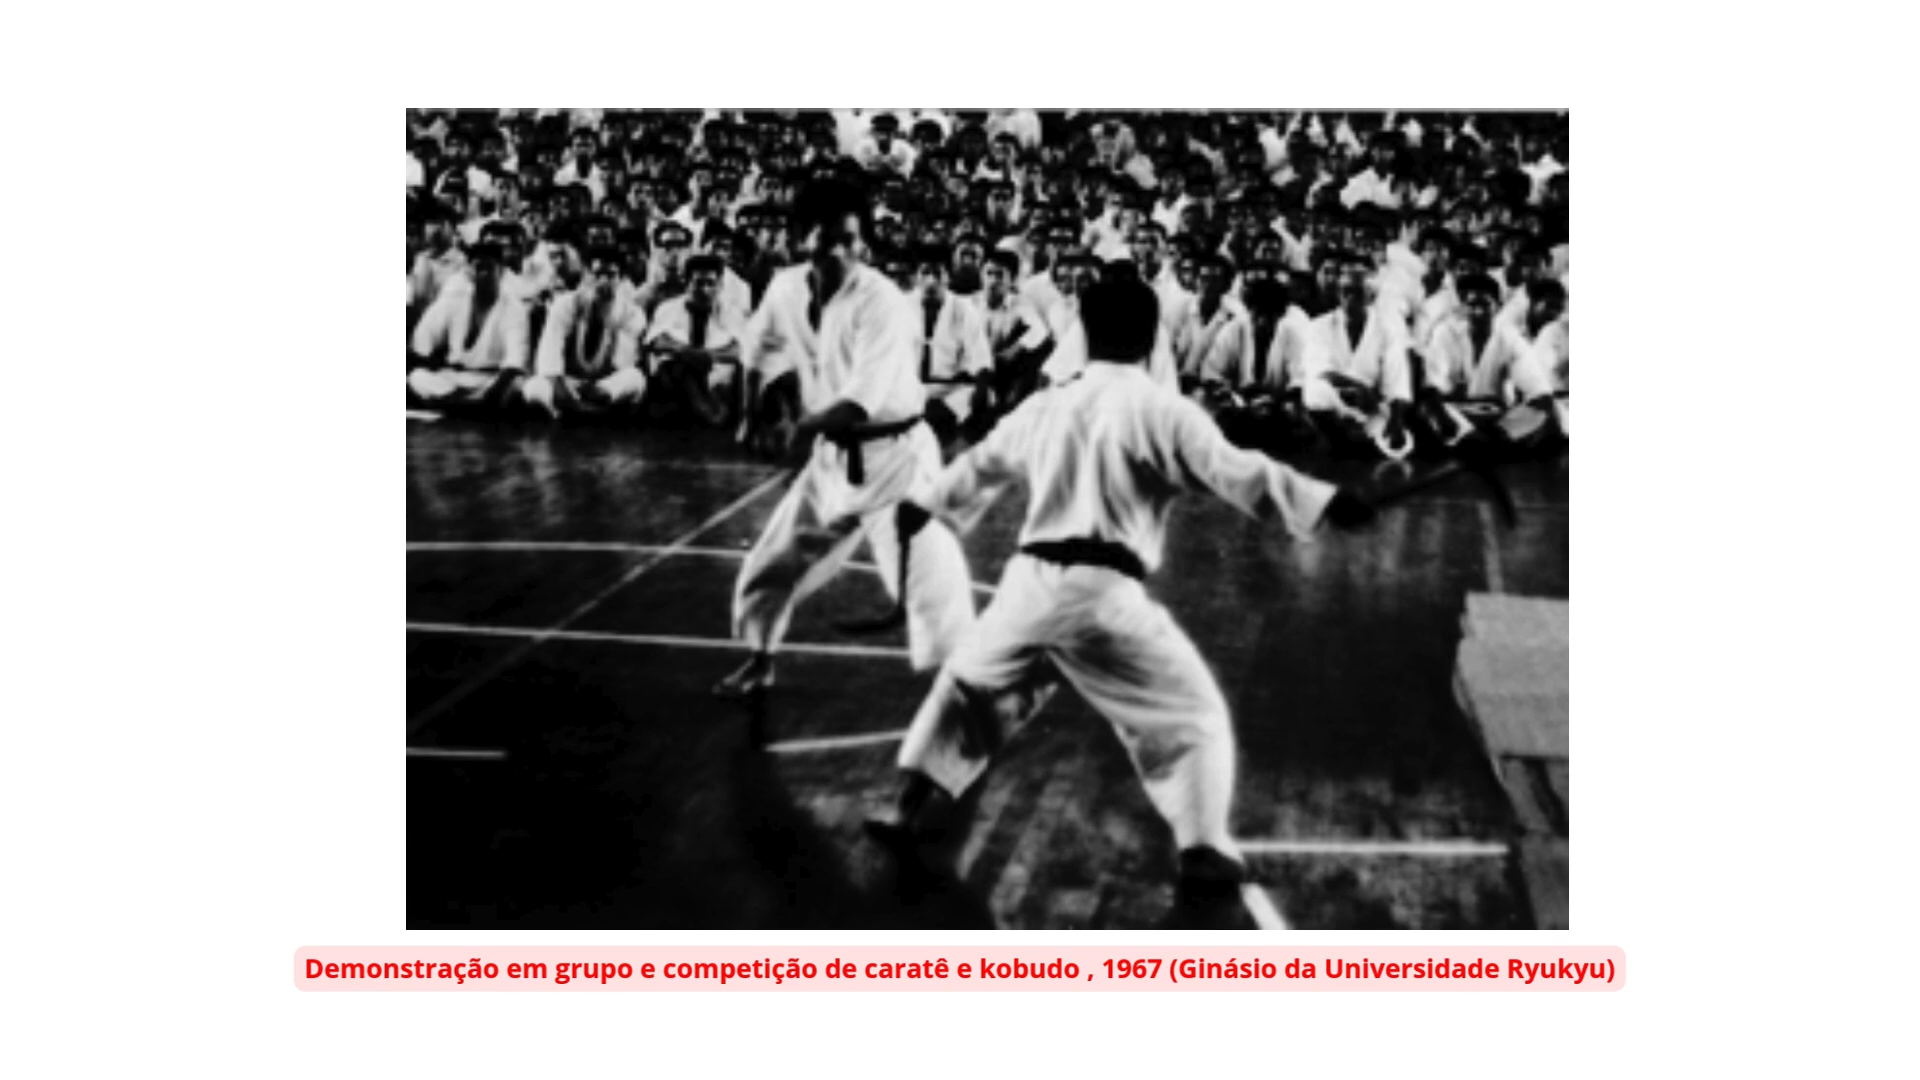 Demonstração em grupo e competição de caratê e kobudo , 1967 (Ginásio da Universidade Ryukyu)